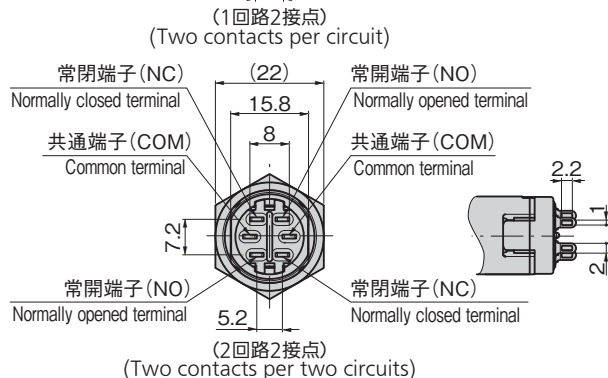 (1回路2接点)
(Two contacts per circuit)
常閉端子(NC)
Normally closed terminal
(22)
常開端子(NO)
Normally opened terminal
15.8
共通端子(COM)
Common terminal
8
共通端子(COM)
Common terminal
2.2
1
7.2
2
常開端子(NO)
Normally opened terminal
常閉端子(NC)
Normally closed terminal
5.2
(2回路2接点)
(Two contacts per two circuits)